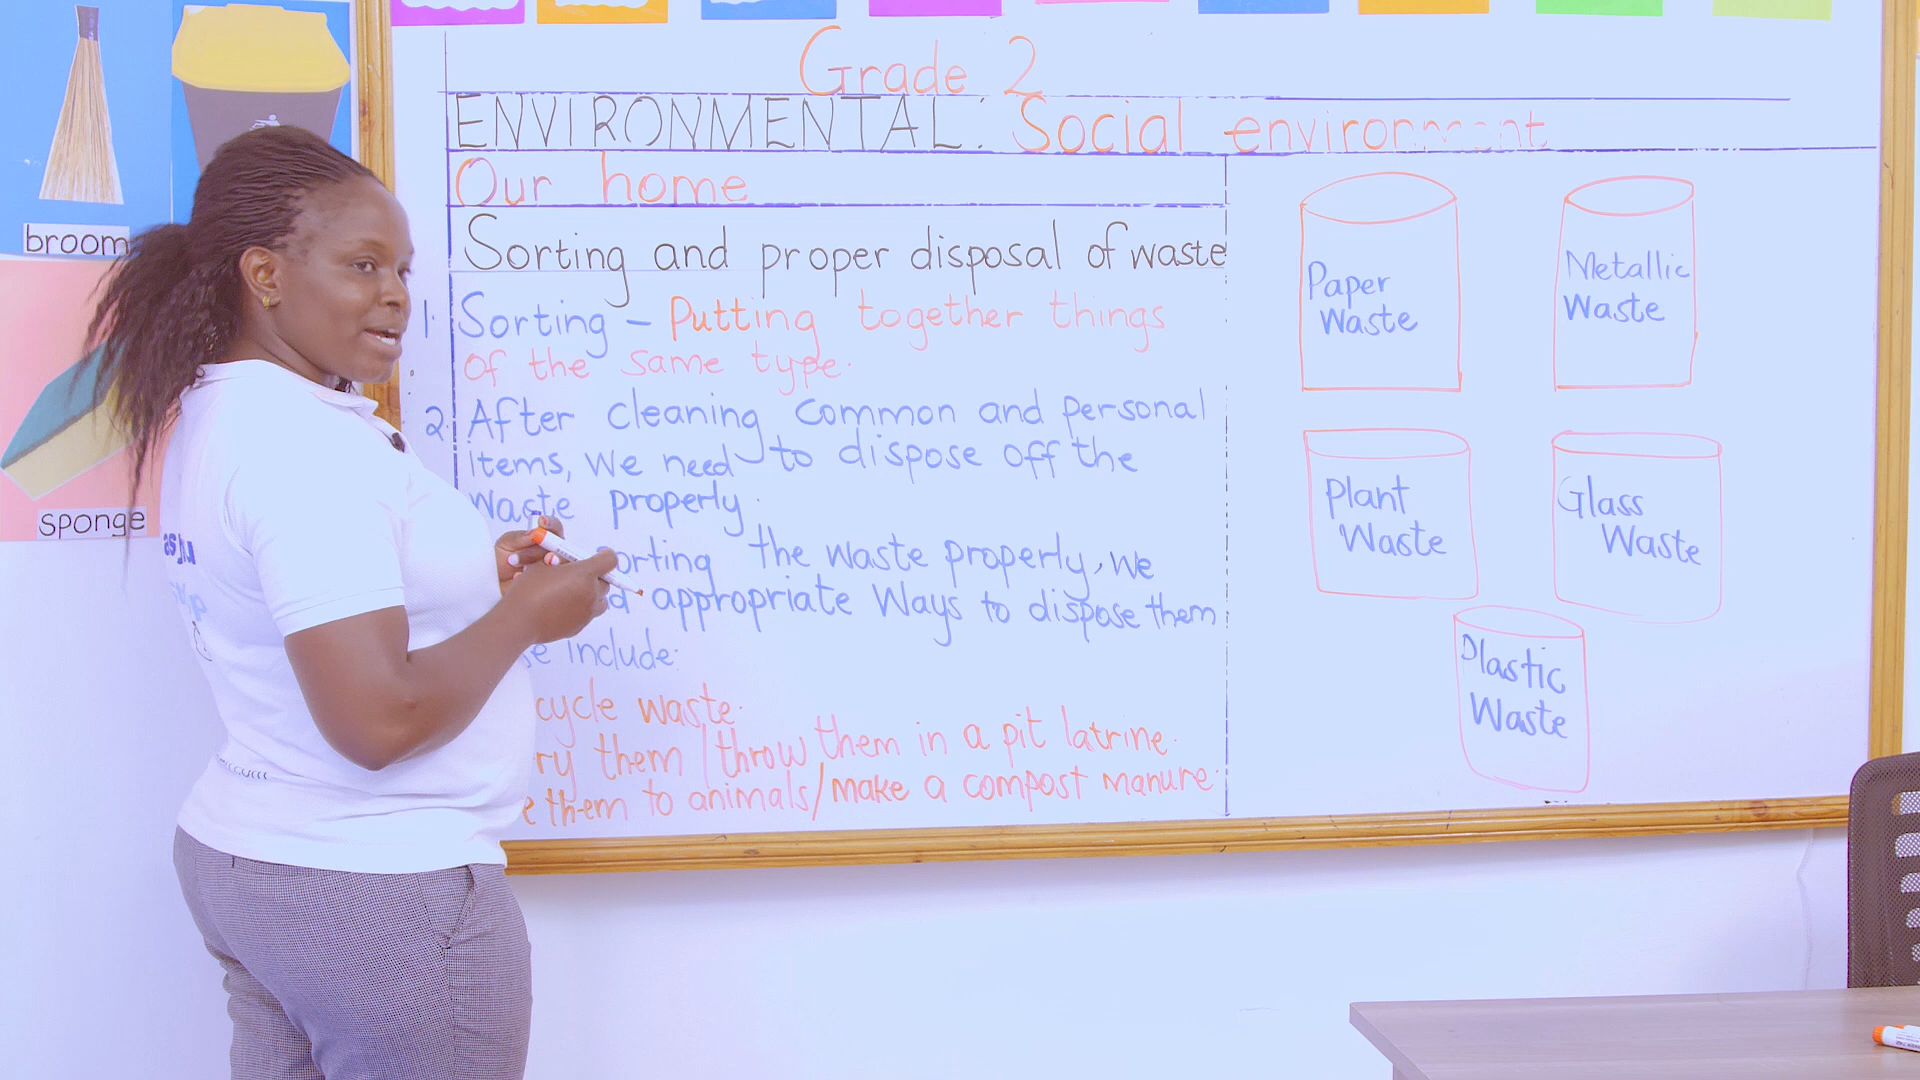 Grade 2
ENVIRONMENTAL: Social environment
Our home
Sorting and proper disposal of waste
1. Sorting - Putting together things
of the same type.
2. After cleaning common and personal
items, we need to dispose off the
waste properly.
the waste properly, we
appropriate ways to dispose them
include:
waste.
them / throw them in a pit latrine.
them to animals/make a compost manure.
Paper
Waste
Metallic
Waste
Plant
Waste
Glass
Waste
Plastic
Waste
broom
sponge